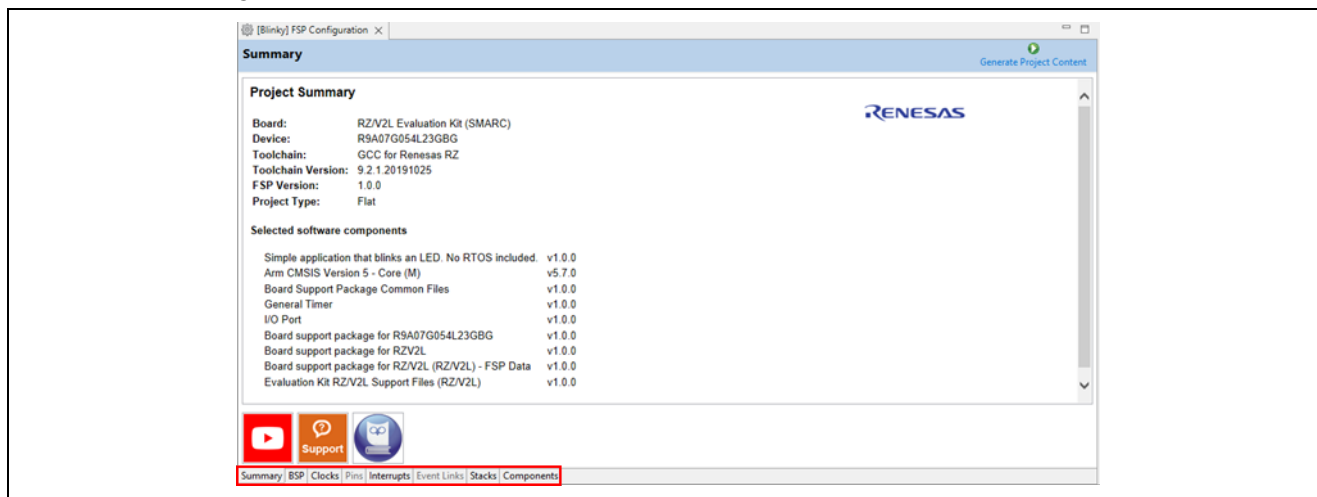 [Blinky] FSP Configuration
Summary
Generate Project Content
Project Summary
RENESAS
Board: RZ/V2L Evaluation Kit (SMARC)
Device: R9A07G054L23GBG
Toolchain: GCC for Renesas RZ
Toolchain Version: 9.2.1.20191025
FSP Version: 1.0.0
Project Type: Flat
Selected software components
Simple application that blinks an LED. No RTOS included. v1.0.0
Arm CMSIS Version 5 - Core (M) v5.7.0
Board Support Package Common Files v1.0.0
General Timer v1.0.0
I/O Port v1.0.0
Board support package for R9A07G054L23GBG v1.0.0
Board support package for RZV2L v1.0.0
Board support package for RZ/V2L (RZ/V2L) - FSP Data v1.0.0
Evaluation Kit RZ/V2L Support Files (RZ/V2L) v1.0.0
Support
Summary BSP Clocks Pins Interrupts Event Links Stacks Components